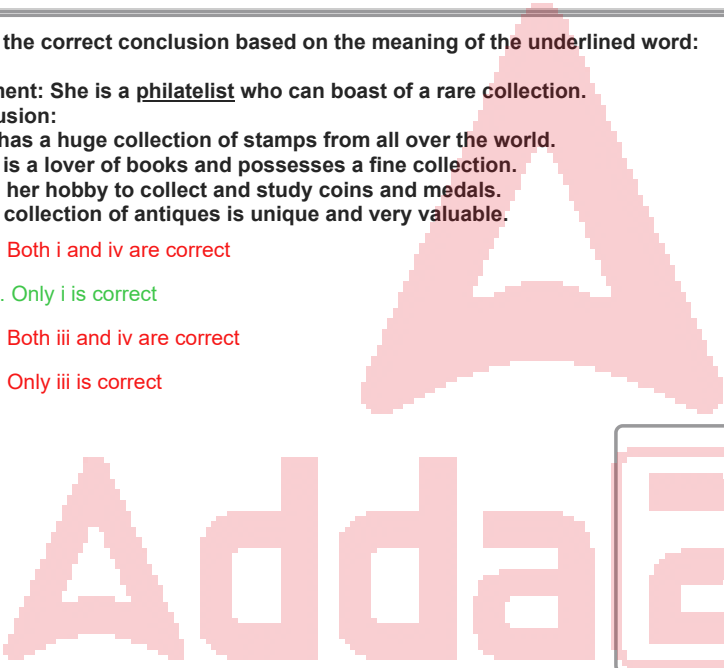 the correct conclusion based on the meaning of the underlined word:
ment: She is a philatelist who can boast of a rare collection.
usion:
has a huge collection of stamps from all over the world.
is a lover of books and possesses a fine collection.
her hobby to collect and study coins and medals.
collection of antiques is unique and very valuable.
Both i and iv are correct
. Only i is correct
Both iii and iv are correct
Only iii is correct
A
Adda2